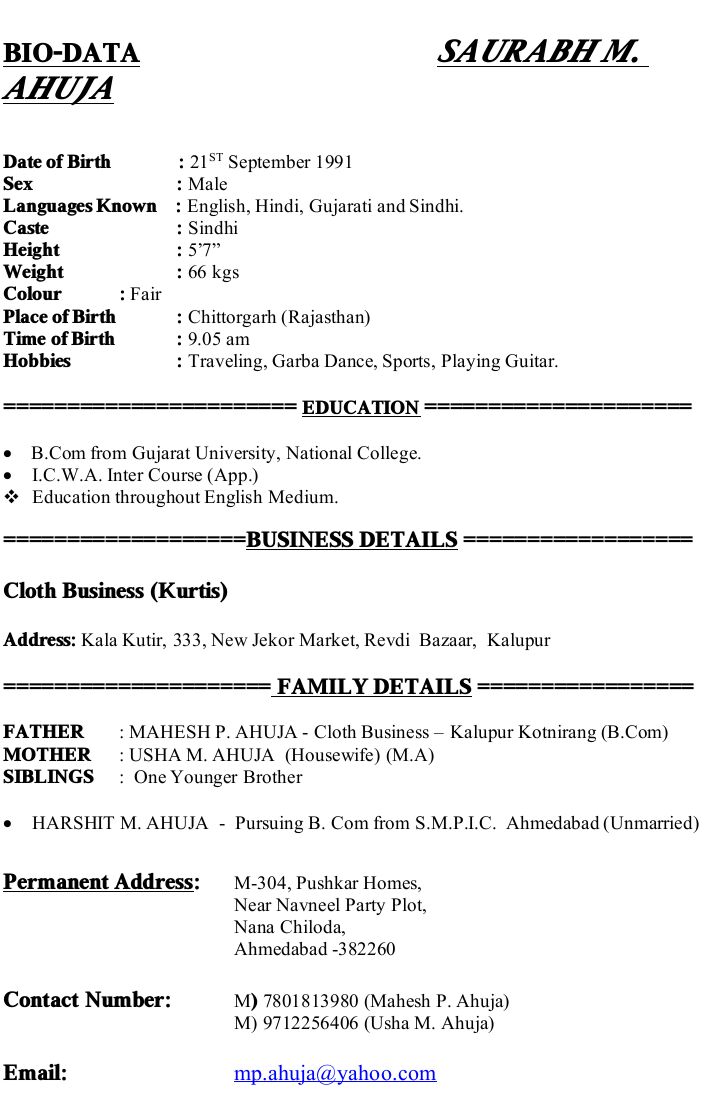 BIO-DATA SAURABH M.
AHUJA
Date of Birth : 21ST September 1991
Sex : Male
Languages Known : English, Hindi, Gujarati and Sindhi.
Caste : Sindhi
Height : 5’7”
Weight : 66 kgs
Colour : Fair
Place of Birth : Chittorgarh (Rajasthan)
Time of Birth : 9.05 am
Hobbies : Traveling, Garba Dance, Sports, Playing Guitar.
======================= EDUCATION =====================
• B.Com from Gujarat University, National College.
• I.C.W.A. Inter Course (App.)
❖ Education throughout English Medium.
===================BUSINESS DETAILS ==================
Cloth Business (Kurtis)
Address: Kala Kutir, 333, New Jekor Market, Revdi Bazaar, Kalupur
===================== FAMILY DETAILS =================
FATHER : MAHESH P. AHUJA - Cloth Business – Kalupur Kotnirang (B.Com)
MOTHER : USHA M. AHUJA (Housewife) (M.A)
SIBLINGS : One Younger Brother
• HARSHIT M. AHUJA - Pursuing B. Com from S.M.P.I.C. Ahmedabad (Unmarried)
Permanent Address: M-304, Pushkar Homes,
Near Navneel Party Plot,
Nana Chiloda,
Ahmedabad -382260
Contact Number: M) 7801813980 (Mahesh P. Ahuja)
M) 9712256406 (Usha M. Ahuja)
Email: mp.ahuja@yahoo.com